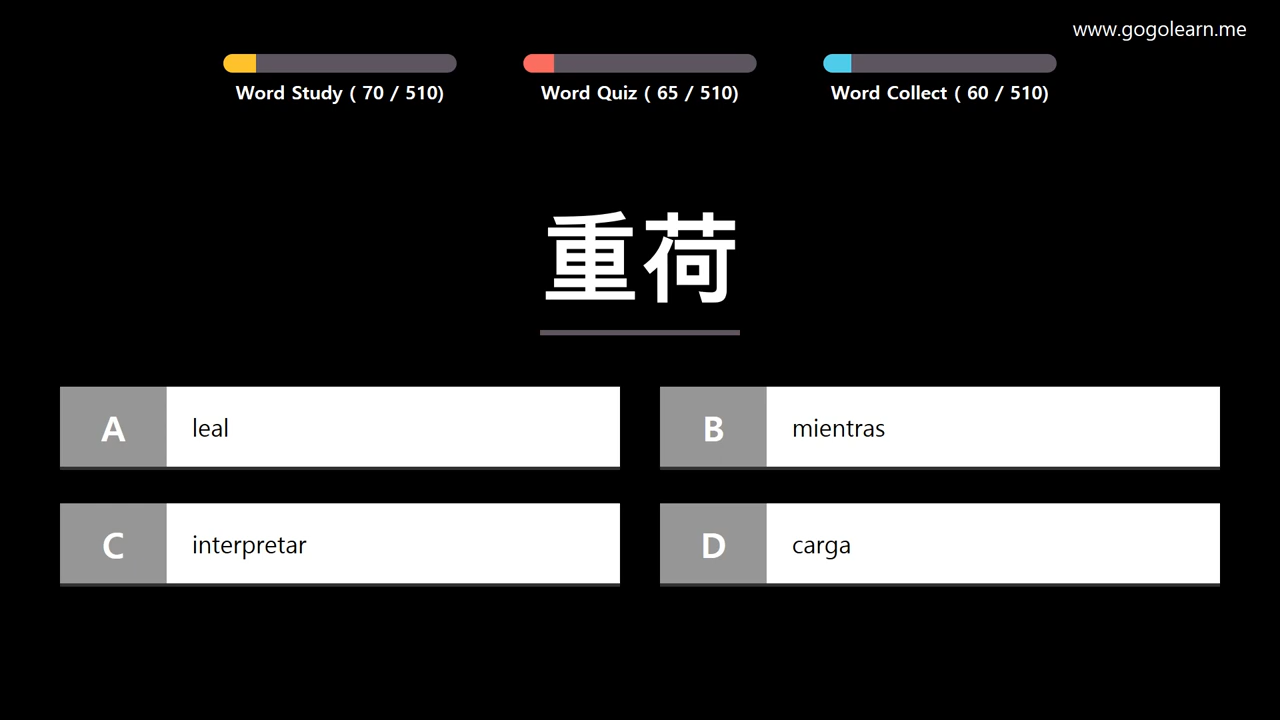 www.gogolearn.me
Word Study ( 70 / 510)
Word Quiz ( 65 / 510)
Word Collect ( 60 / 510)
重荷
A leal
B mientras
C interpretar
D carga